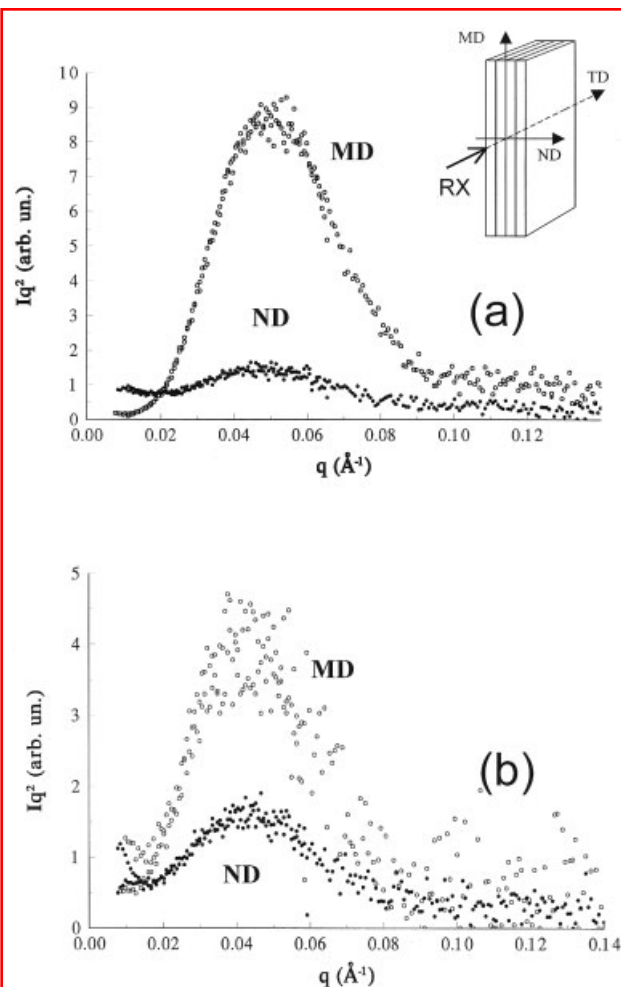 MD
TD
ND
RX
10
9
8
7
6
5
4
3
2
1
0
Iq² (arb. un.)
MD
ND
(a)
0.00 0.02 0.04 0.06 0.08 0.10 0.12
q (Å⁻¹)
5
4
3
2
1
0
Iq² (arb. un.)
MD
ND
(b)
0.00 0.02 0.04 0.06 0.08 0.10 0.12 0.14
q (Å⁻¹)